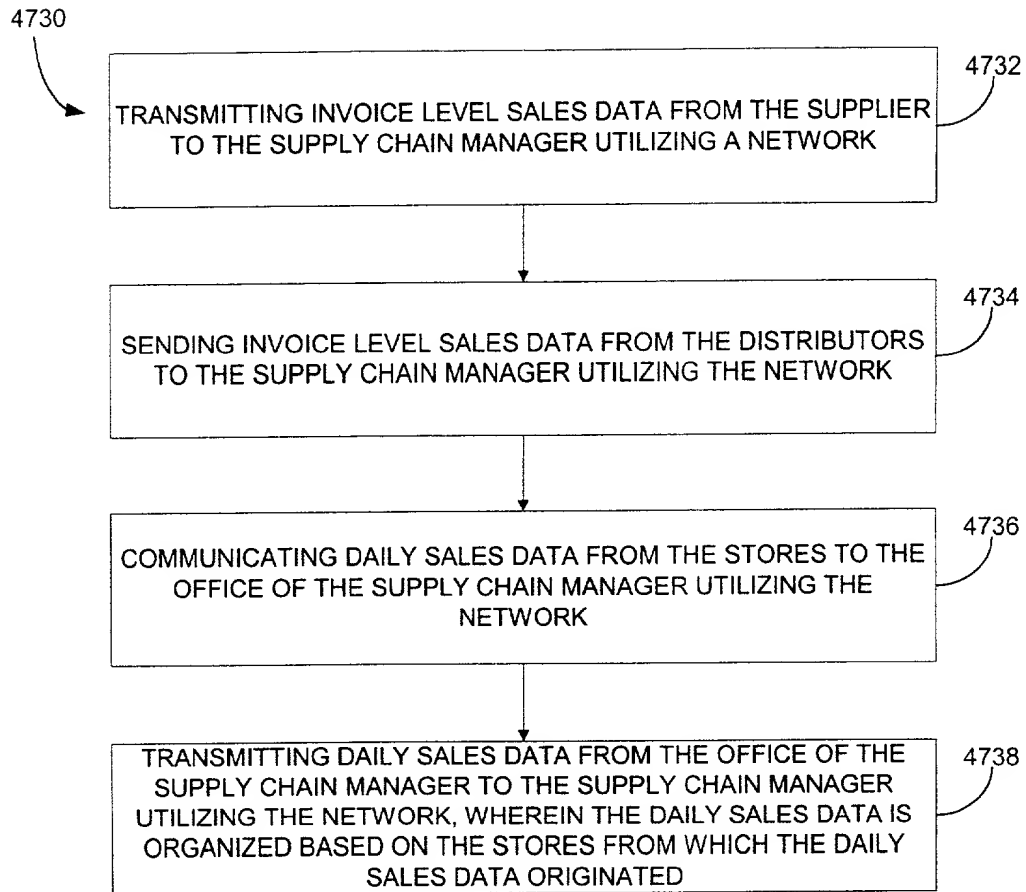 4730
4732
TRANSMITTING INVOICE LEVEL SALES DATA FROM THE SUPPLIER
TO THE SUPPLY CHAIN MANAGER UTILIZING A NETWORK
4734
SENDING INVOICE LEVEL SALES DATA FROM THE DISTRIBUTORS
TO THE SUPPLY CHAIN MANAGER UTILIZING THE NETWORK
4736
COMMUNICATING DAILY SALES DATA FROM THE STORES TO THE
OFFICE OF THE SUPPLY CHAIN MANAGER UTILIZING THE
NETWORK
4738
TRANSMITTING DAILY SALES DATA FROM THE OFFICE OF THE
SUPPLY CHAIN MANAGER TO THE SUPPLY CHAIN MANAGER
UTILIZING THE NETWORK, WHEREIN THE DAILY SALES DATA IS
ORGANIZED BASED ON THE STORES FROM WHICH THE DAILY
SALES DATA ORIGINATED